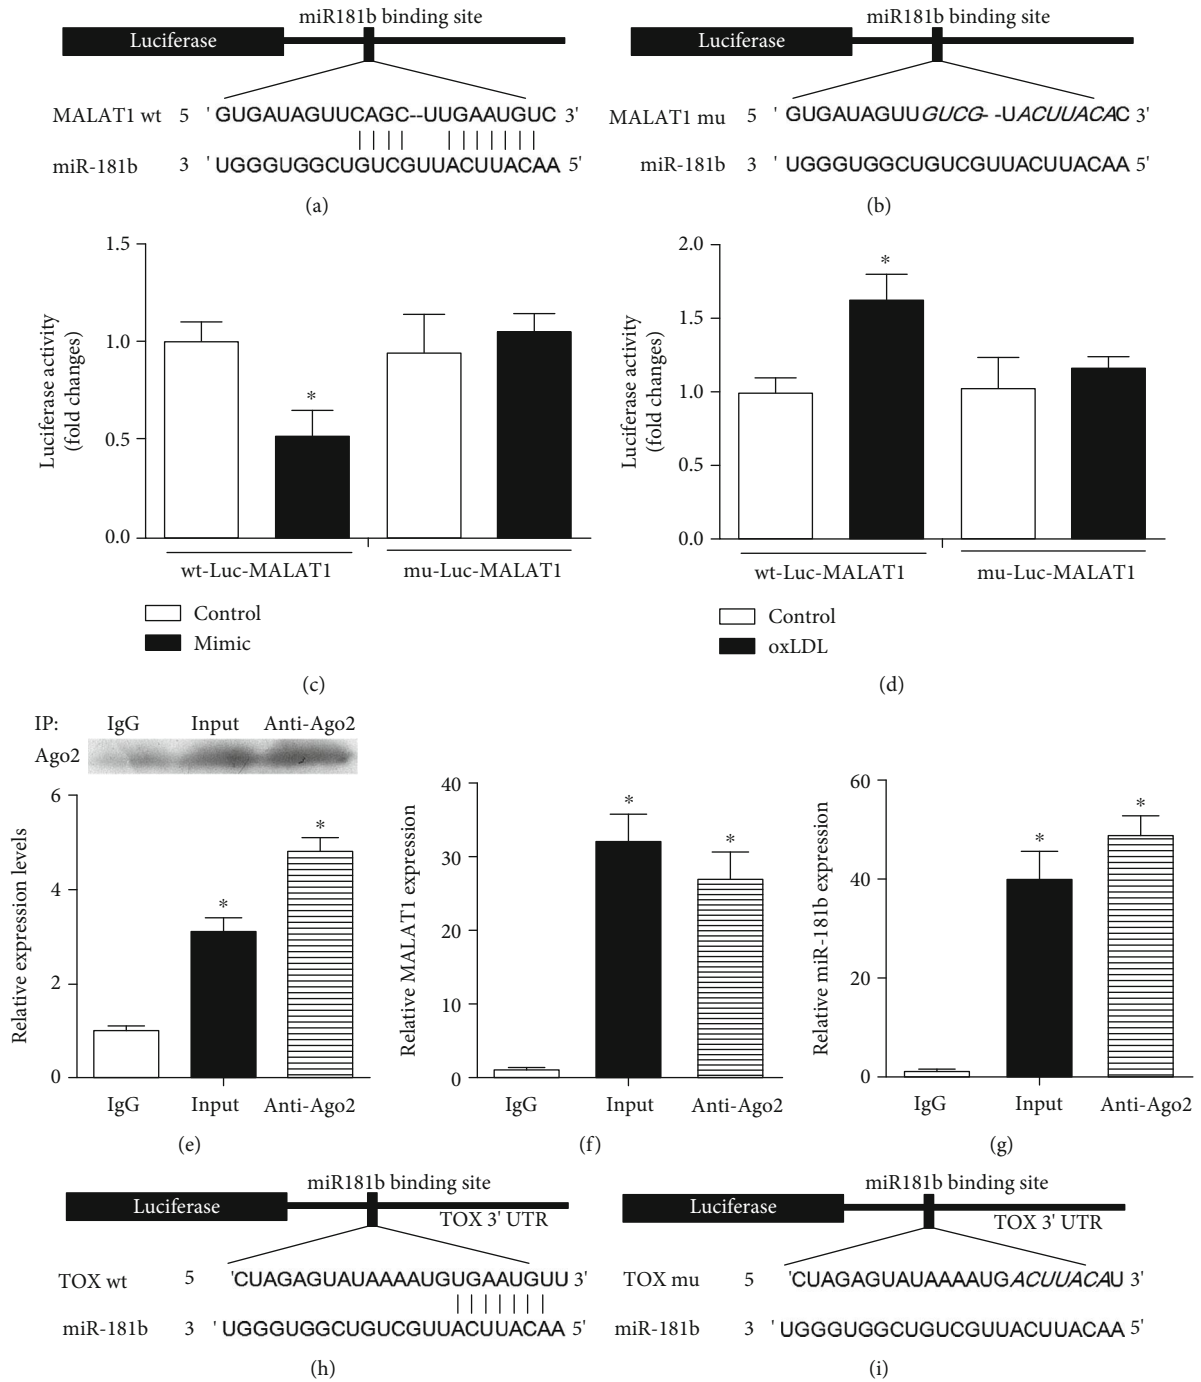 miR181b binding site
Luciferase
MALAT1 wt 5 'GUGAUAGUUCAGC--UUGAAUGUC 3'
miR-181b 3 'UGGGUGGCUGUCGUUACUUACAA 5'
(a)
miR181b binding site
Luciferase
MALAT1 mu 5 'GUGAUAGUUGUCG--UACUUACAC 3'
miR-181b 3 'UGGGUGGCUGUCGUUACUUACAA 5'
(b)
Luciferase activity
(fold changes)
1.5
1.0
0.5
0.0
*
wt-Luc-MALAT1
mu-Luc-MALAT1
Control
Mimic
(c)
Luciferase activity
(fold changes)
2.0
1.5
1.0
0.5
0.0
*
wt-Luc-MALAT1
mu-Luc-MALAT1
Control
oxLDL
(d)
IP: IgG Input Anti-Ago2
Ago2
Relative expression levels
6
4
2
0
*
*
IgG Input Anti-Ago2
(e)
Relative MALAT1 expression
40
30
20
10
0
*
*
IgG Input Anti-Ago2
(f)
Relative miR-181b expression
60
40
20
0
*
*
IgG Input Anti-Ago2
(g)
miR181b binding site
Luciferase
TOX 3' UTR
TOX wt 5 'CUAGAGUAUAAAAUGUGAAUGUU 3'
miR-181b 3 'UGGGUGGCUGUCGUUACUUACAA 5'
(h)
miR181b binding site
Luciferase
TOX 3' UTR
TOX mu 5 'CUAGAGUAUAAAAUGACUUACAU 3'
miR-181b 3 'UGGGUGGCUGUCGUUACUUACAA 5'
(i)